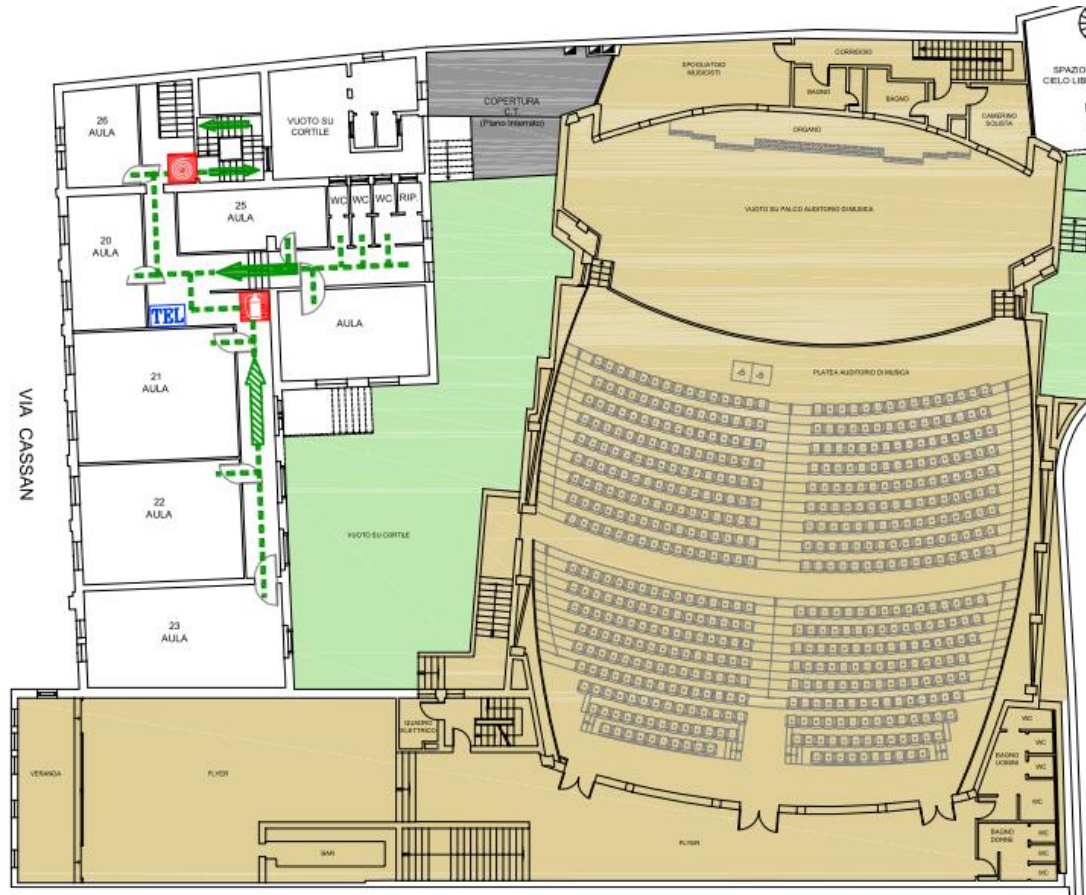 CORRIDOIO
SPOGLIATOIO
MUSICISTI
SPAZIO
CIELO LIB
BAGNO
BAGNO
CAMERINO
SOLISTA
COPERTURA
C.T.
(Piano Interrato)
26
AULA
VUOTO SU
CORTILE
ORGANO
WC
WC
WC
RIP.
25
AULA
VUOTO SU PALCO AUDITORIO DI MUSICA
20
AULA
TEL
AULA
PLATEA AUDITORIO DI MUSICA
21
AULA
VIA CASSAN
22
AULA
VUOTO SU CORTILE
23
AULA
QUADRO
ELETTRICO
WC
WC
BAGNO
UOMINI
WC
VERANDA
FLYER
WC
BAGNO
DONNE
WC
FLYER
BAR
WC
WC
WC